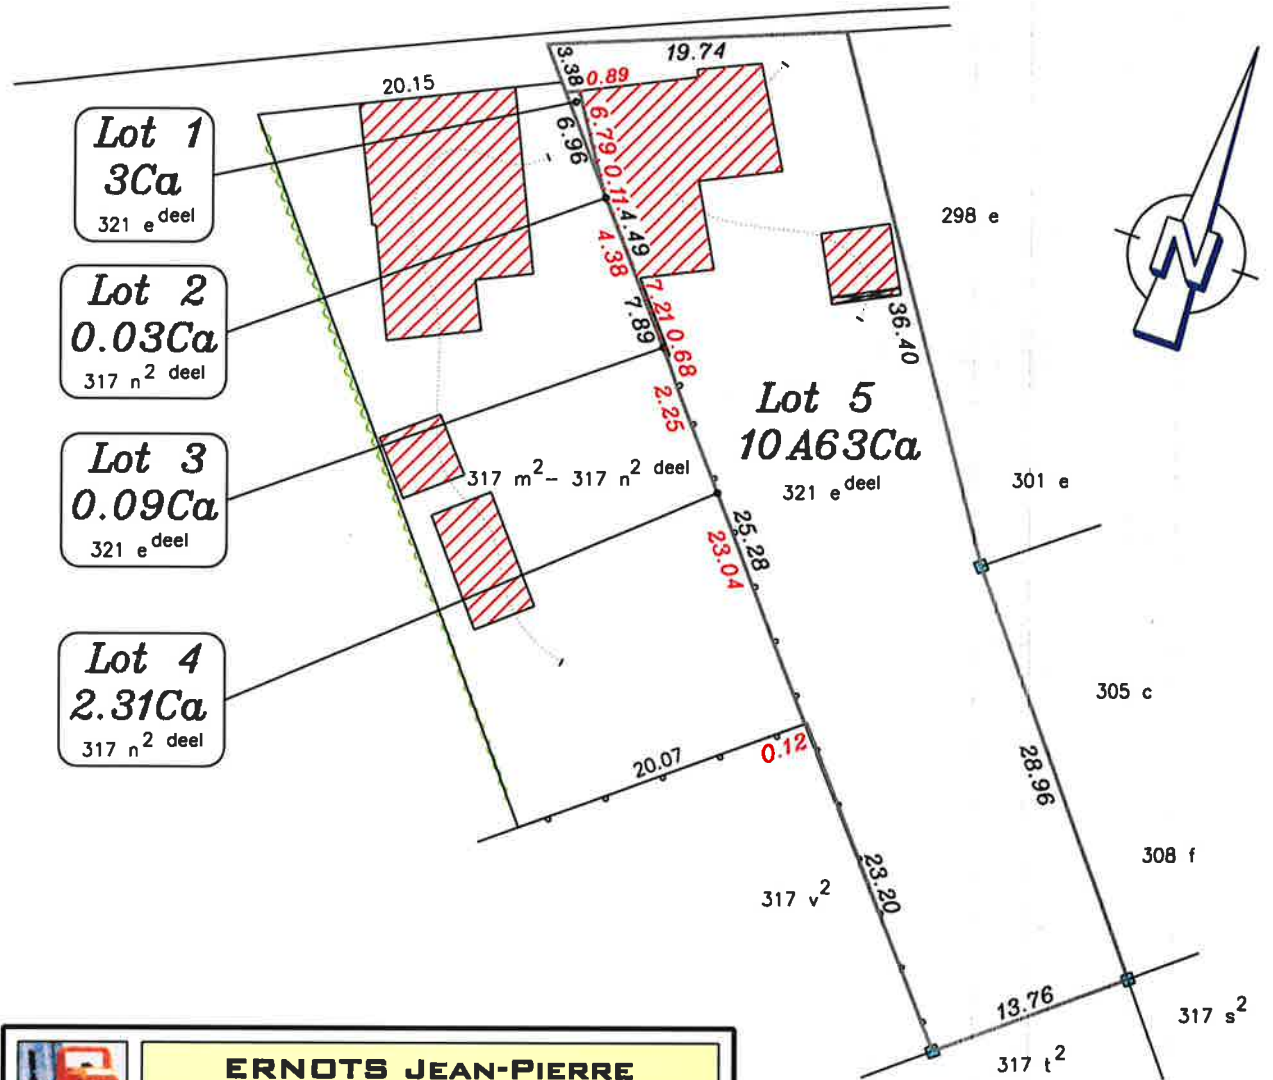 20.15
3.38
19.74
0.89
6.79
6.96
0.11
4.49
4.38
7.21
0.68
7.89
2.25
36.40
25.28
23.04
28.96
20.07
0.12
23.20
13.76
Lot 1
3Ca
321 e deel
Lot 2
0.03Ca
317 n² deel
Lot 3
0.09Ca
321 e deel
Lot 4
2.31Ca
317 n² deel
Lot 5
10A63Ca
321 e deel
317 m² – 317 n² deel
298 e
N
301 e
305 c
308 f
317 v²
317 s²
317 t²
ERNOTS JEAN-PIERRE